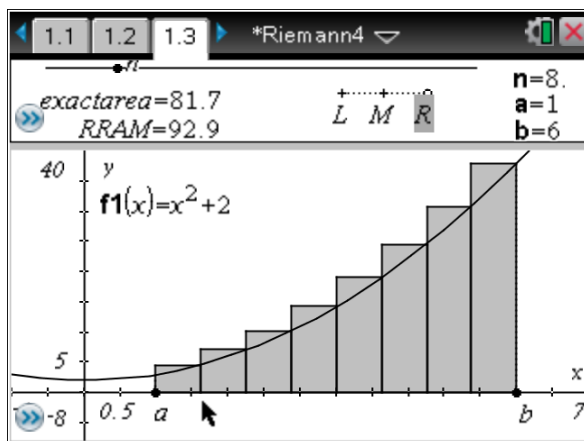 1.1 1.2 1.3 *Riemann4
n
exactarea=81.7
RRAM=92.9
L M R
n=8.
a=1
b=6
40 y
f1(x)=x²+2
5
x
-8 0.5 a b 7